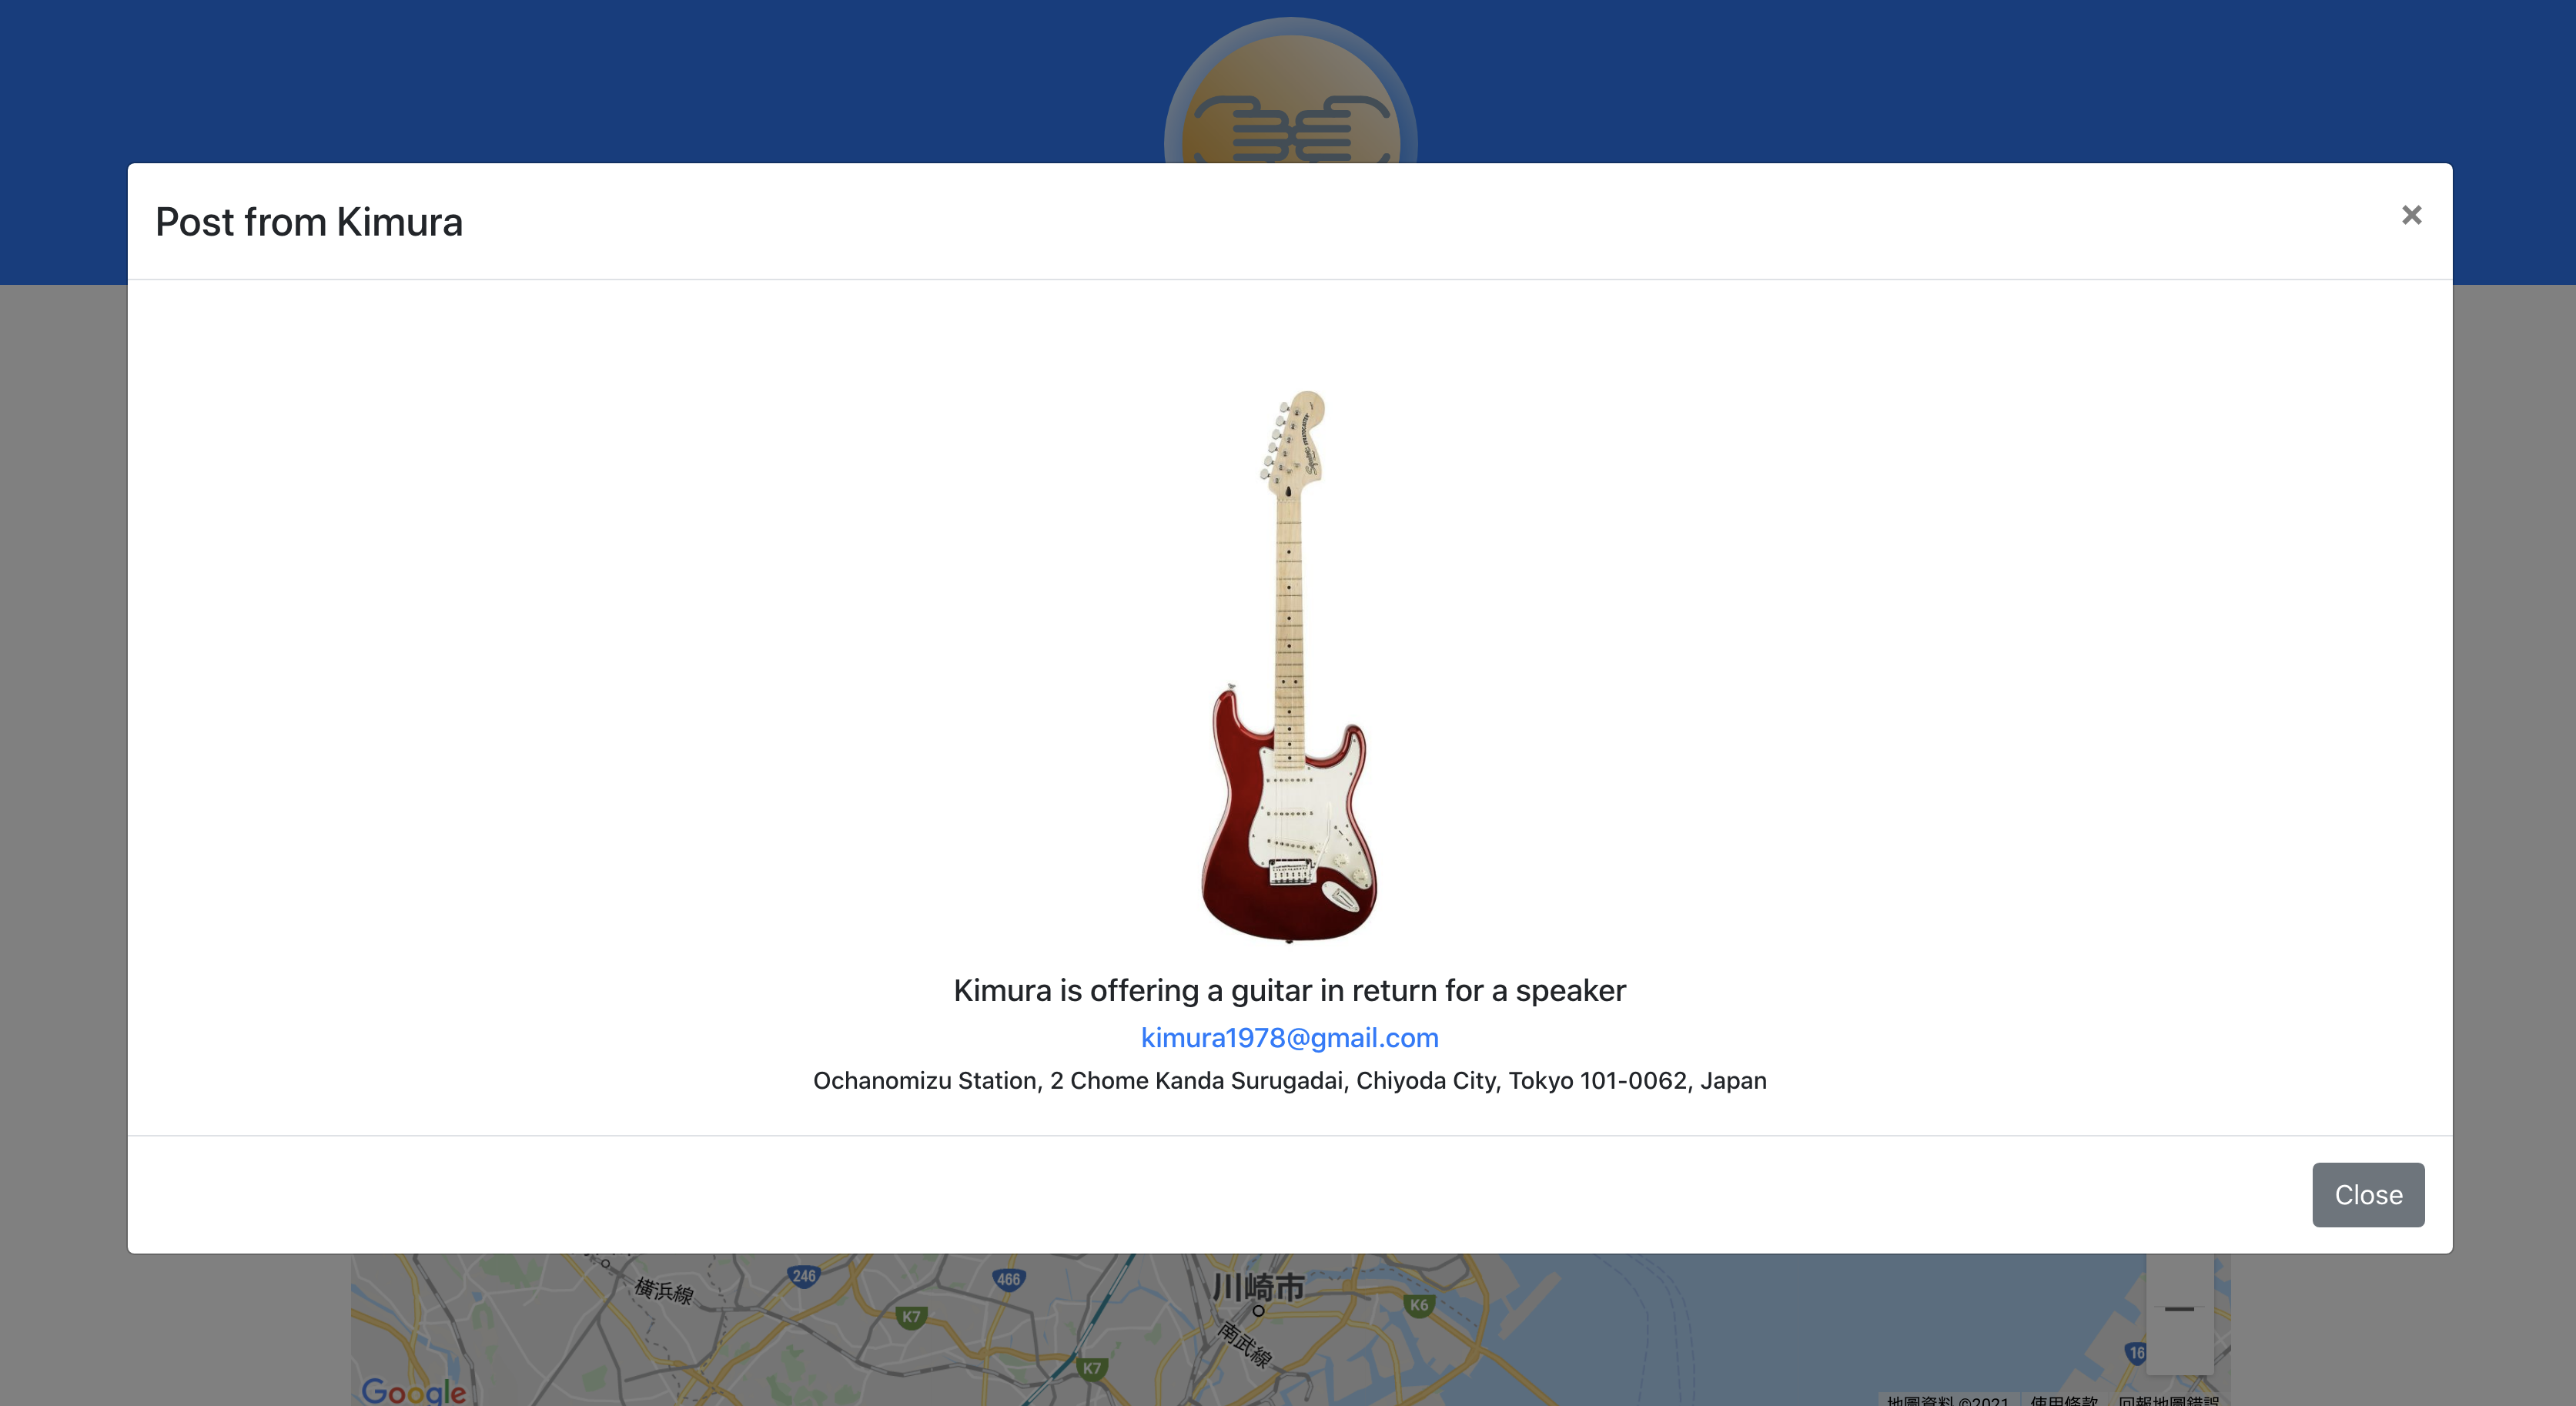 Post from Kimura
×
Kimura is offering a guitar in return for a speaker
kimura1978@gmail.com
Ochanomizu Station, 2 Chome Kanda Surugadai, Chiyoda City, Tokyo 101-0062, Japan
Close
横浜線
246
466
川崎市
K7
K6
南武線
K7
16
Google
地圖資料 ©2021
使用條款
回報地圖錯誤